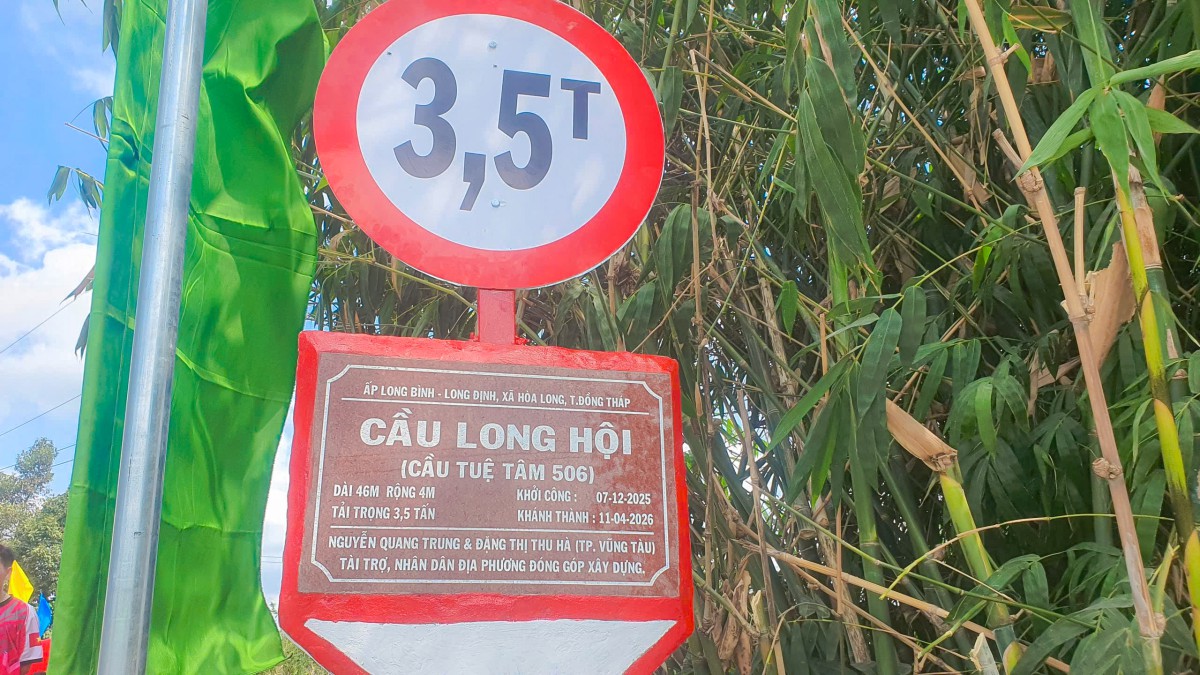 3,5T
ẤP LONG BÌNH - LONG ĐỊNH, XÃ HÒA LONG, T.ĐỒNG THÁP
CẦU LONG HỘI
(CẦU TUỆ TÂM 506)
DÀI 46M RỘNG 4M KHỞI CÔNG : 07-12-2025
TẢI TRỌNG 3,5 TẤN KHÁNH THÀNH : 11-04-2026
NGUYỄN QUANG TRUNG & ĐẶNG THỊ THU HÀ (TP. VŨNG TÀU)
TÀI TRỢ, NHÂN DÂN ĐỊA PHƯƠNG ĐÓNG GÓP XÂY DỰNG.